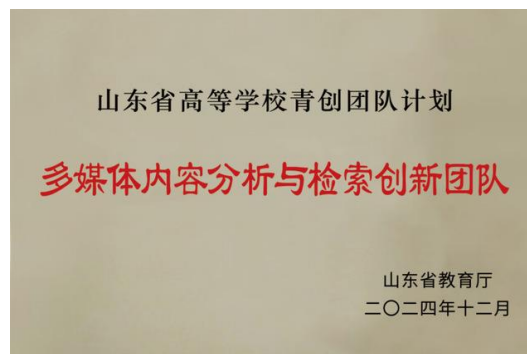 山东省高等学校青创团队计划
多媒体内容分析与检索创新团队
山东省教育厅
二〇二四年十二月